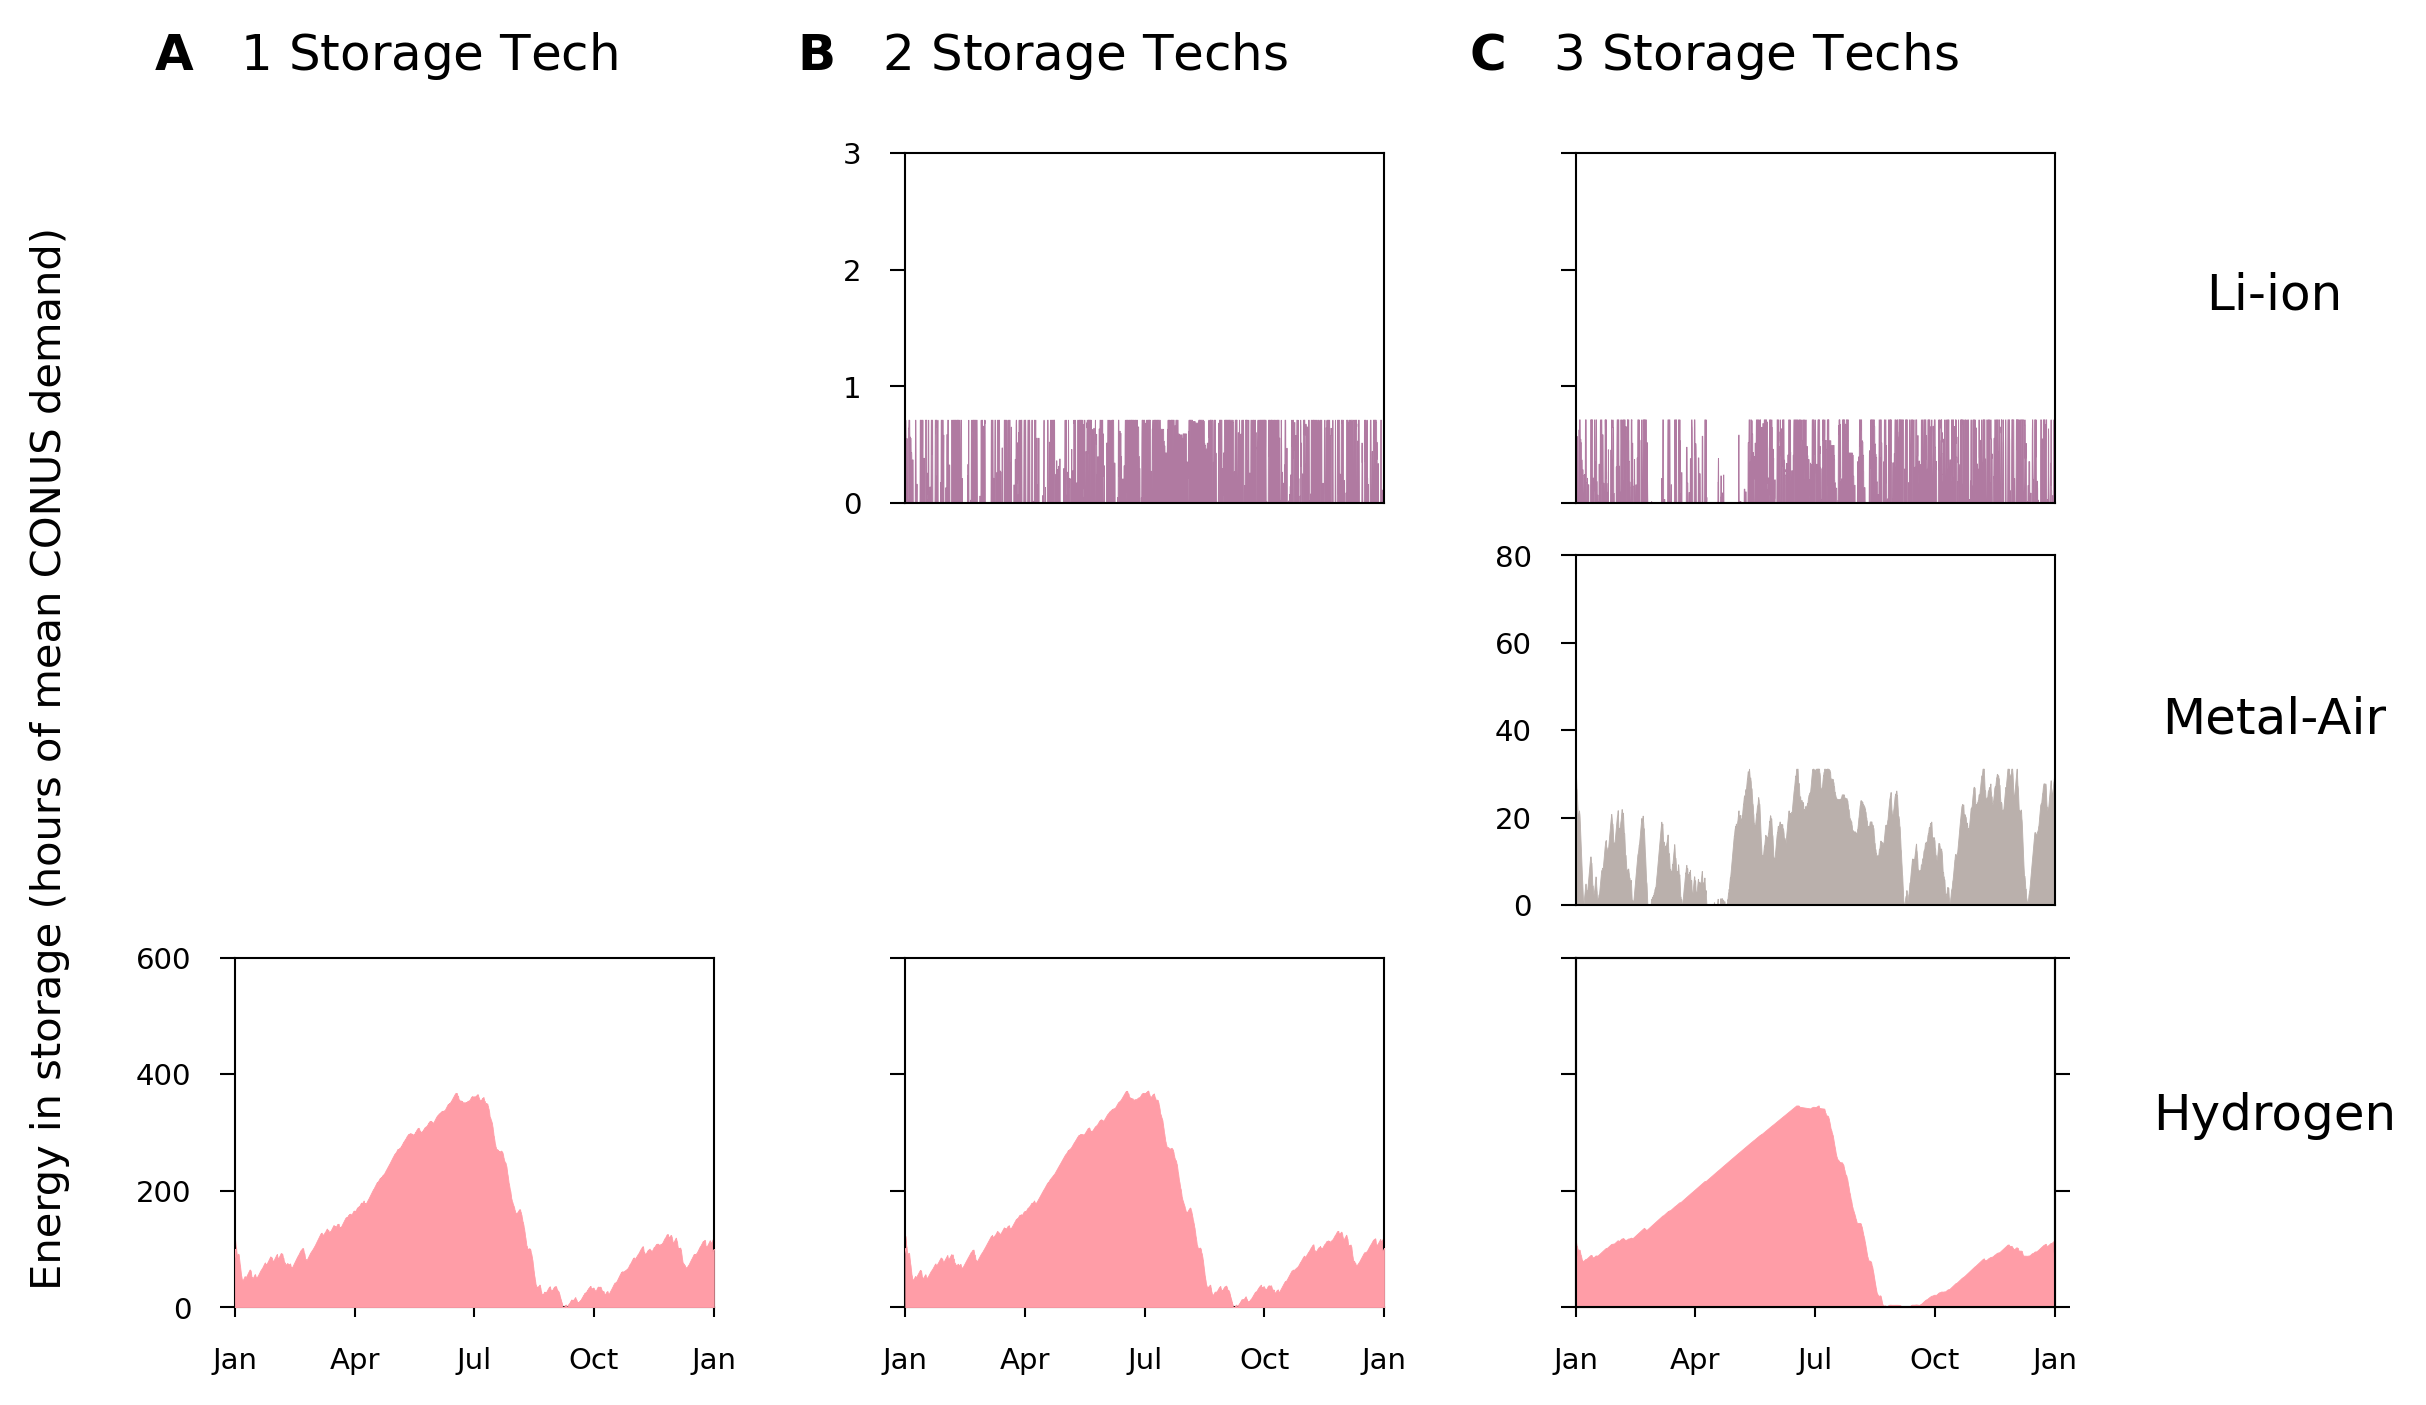 A 1 Storage Tech
B 2 Storage Techs
C 3 Storage Techs
Energy in storage (hours of mean CONUS demand)
3
2
1
0
Li-ion
80
60
40
20
0
Metal-Air
600
400
200
0
Hydrogen
Jan Apr Jul Oct Jan
Jan Apr Jul Oct Jan
Jan Apr Jul Oct Jan